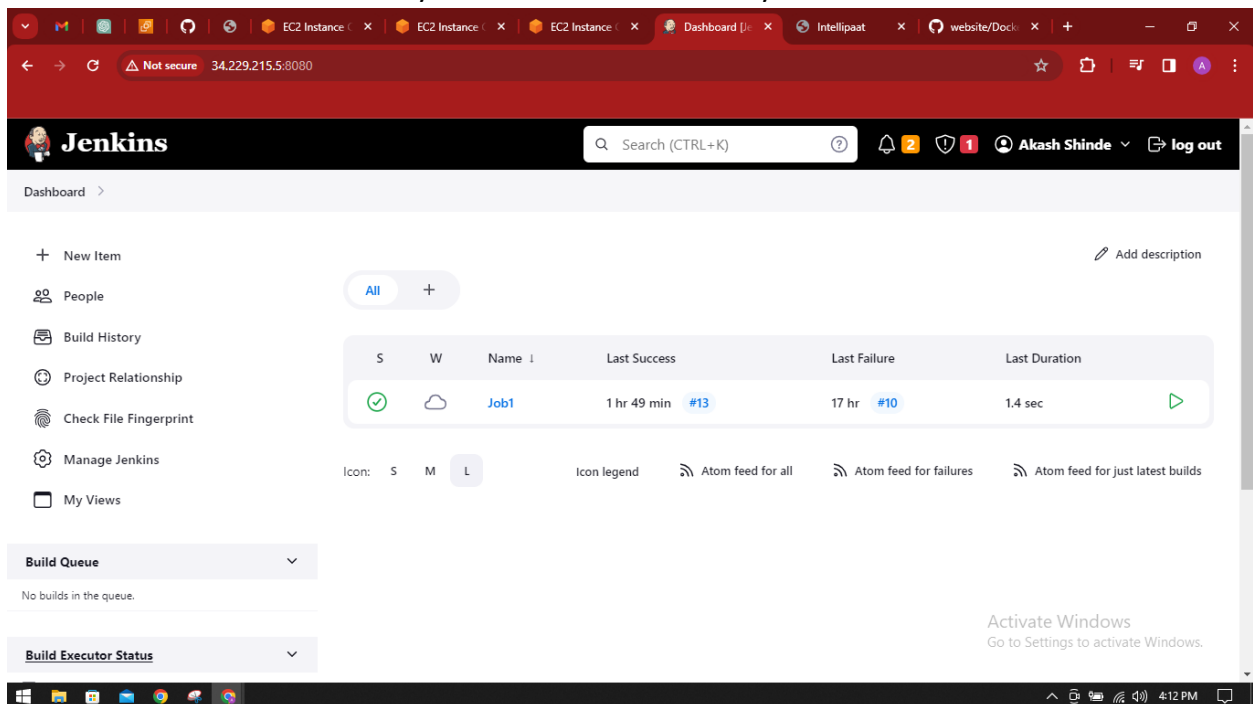 EC2 Instance C
EC2 Instance C
EC2 Instance C
Dashboard [Je
Intellipaat
website/Docke
Not secure 34.229.215.5:8080
A
Jenkins
Search (CTRL+K)
2
1
Akash Shinde
log out
Dashboard
New Item
Add description
People
All +
Build History
S W Name ↓ Last Success Last Failure Last Duration
Project Relationship
Job1 1 hr 49 min #13 17 hr #10 1.4 sec
Check File Fingerprint
Manage Jenkins
Icon: S M L Icon legend Atom feed for all Atom feed for failures Atom feed for just latest builds
My Views
Build Queue
No builds in the queue.
Activate Windows
Go to Settings to activate Windows.
Build Executor Status
4:12 PM